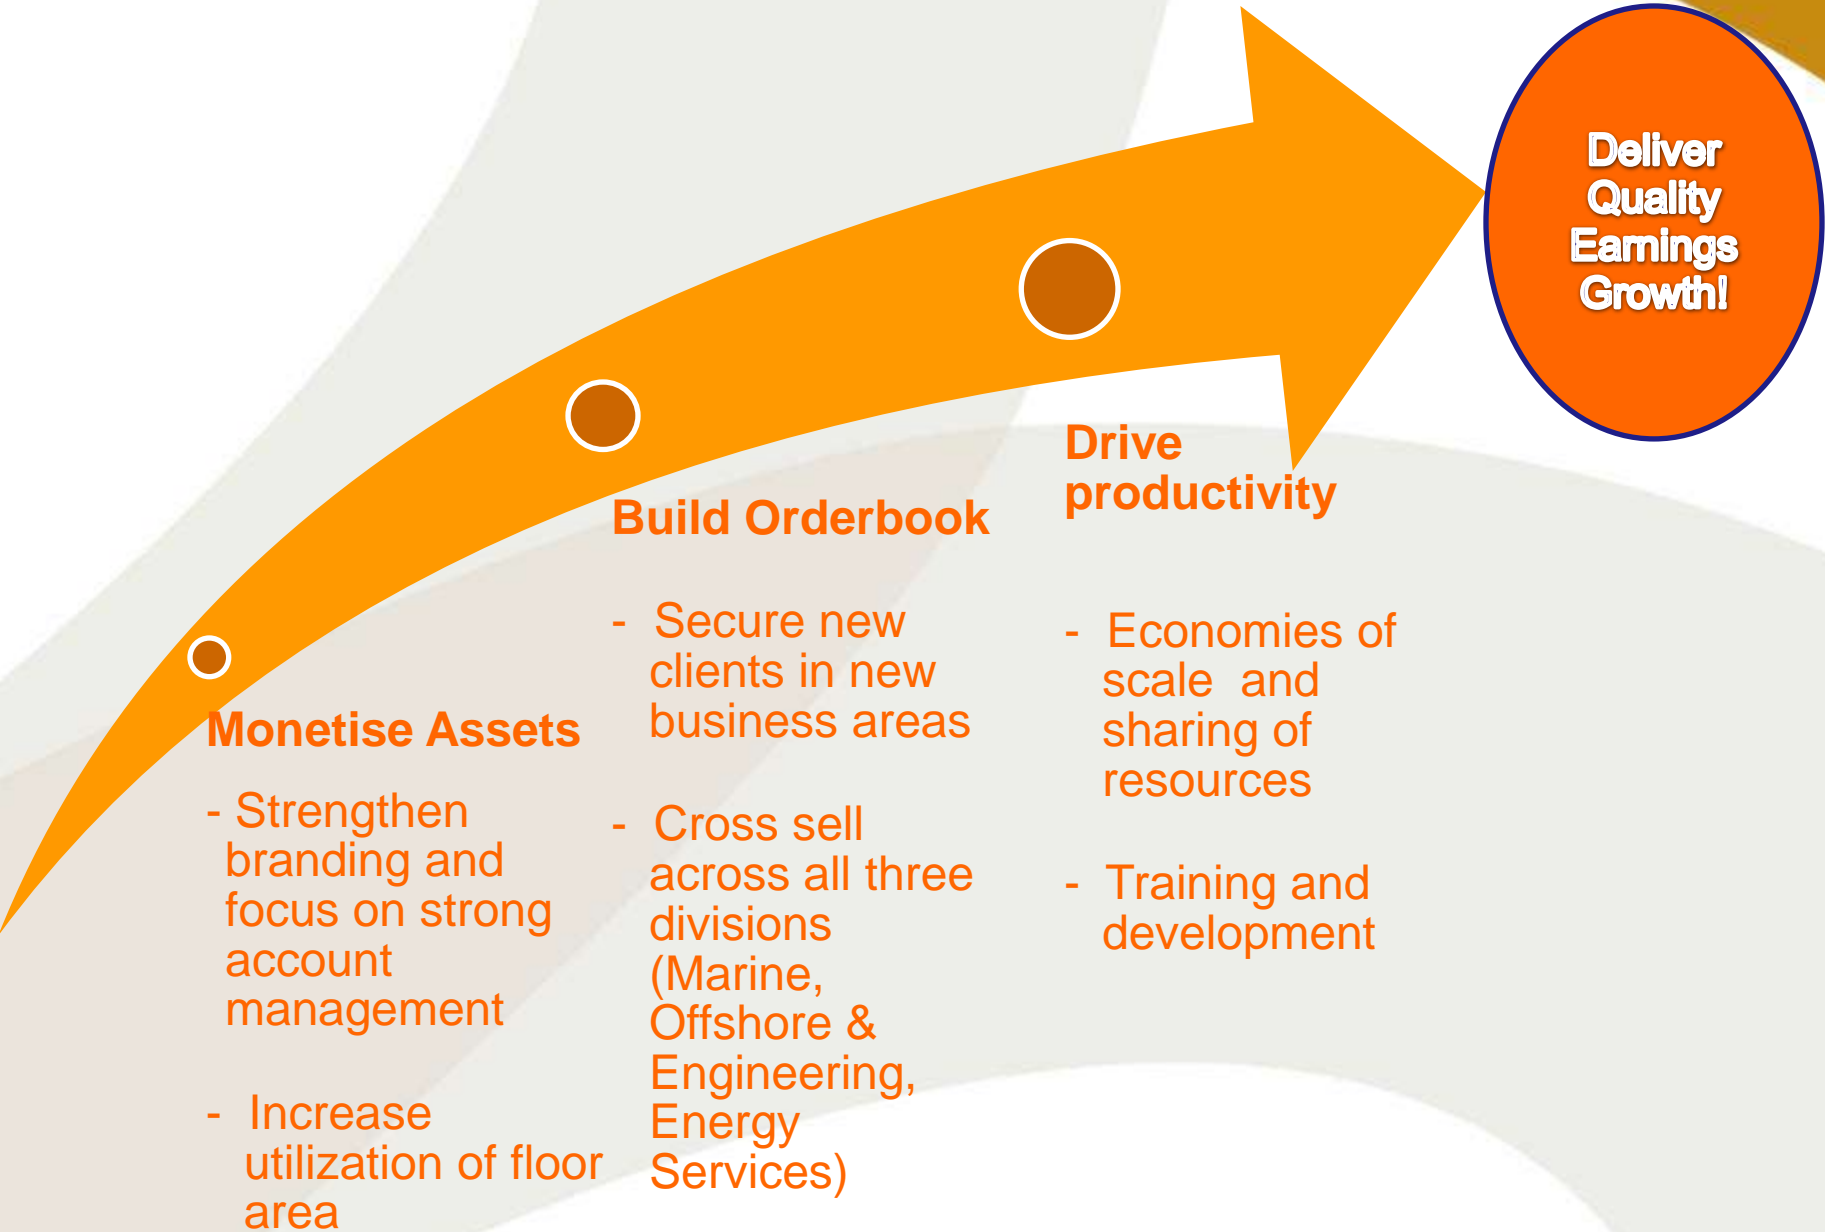 Deliver
Quality
Earnings
Growth!
Monetise Assets
- Strengthen
branding and
focus on strong
account
management
- Increase
utilization of floor
area
Build Orderbook
- Secure new
clients in new
business areas
- Cross sell
across all three
divisions
(Marine,
Offshore &
Engineering,
Energy
Services)
Drive
productivity
- Economies of
scale and
sharing of
resources
- Training and
development